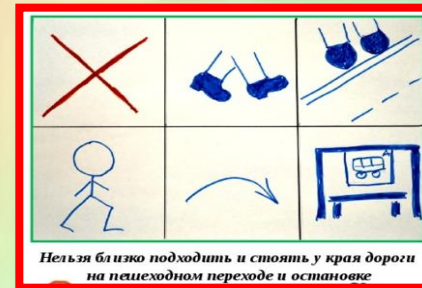 Нельзя близко подходить и стоять у края дороги
на пешеходном переходе и остановке